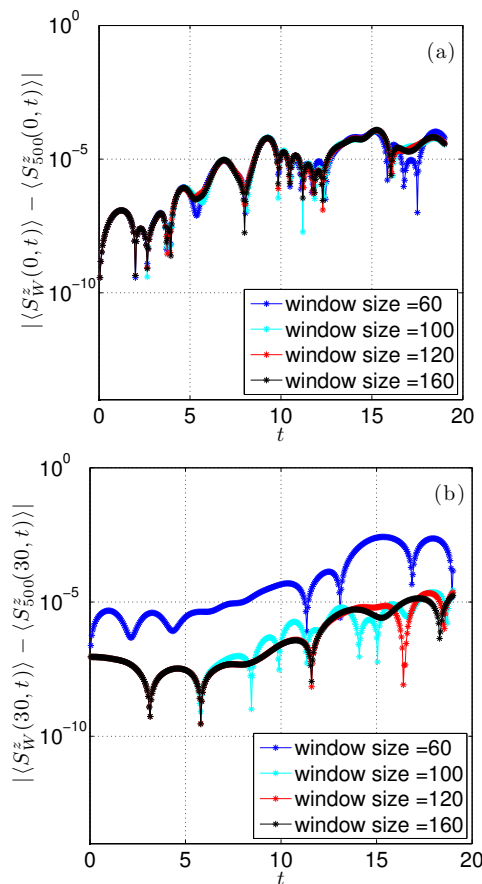 (a)
|⟨S^z_W(0, t)⟩ − ⟨S^z_500(0, t)⟩|
10^0
10^−5
10^−10
window size =60
window size =100
window size =120
window size =160
0 5 10 15 20
t
(b)
|⟨S^z_W(30, t)⟩ − ⟨S^z_500(30, t)⟩|
10^0
10^−5
10^−10
window size =60
window size =100
window size =120
window size =160
0 5 10 15 20
t